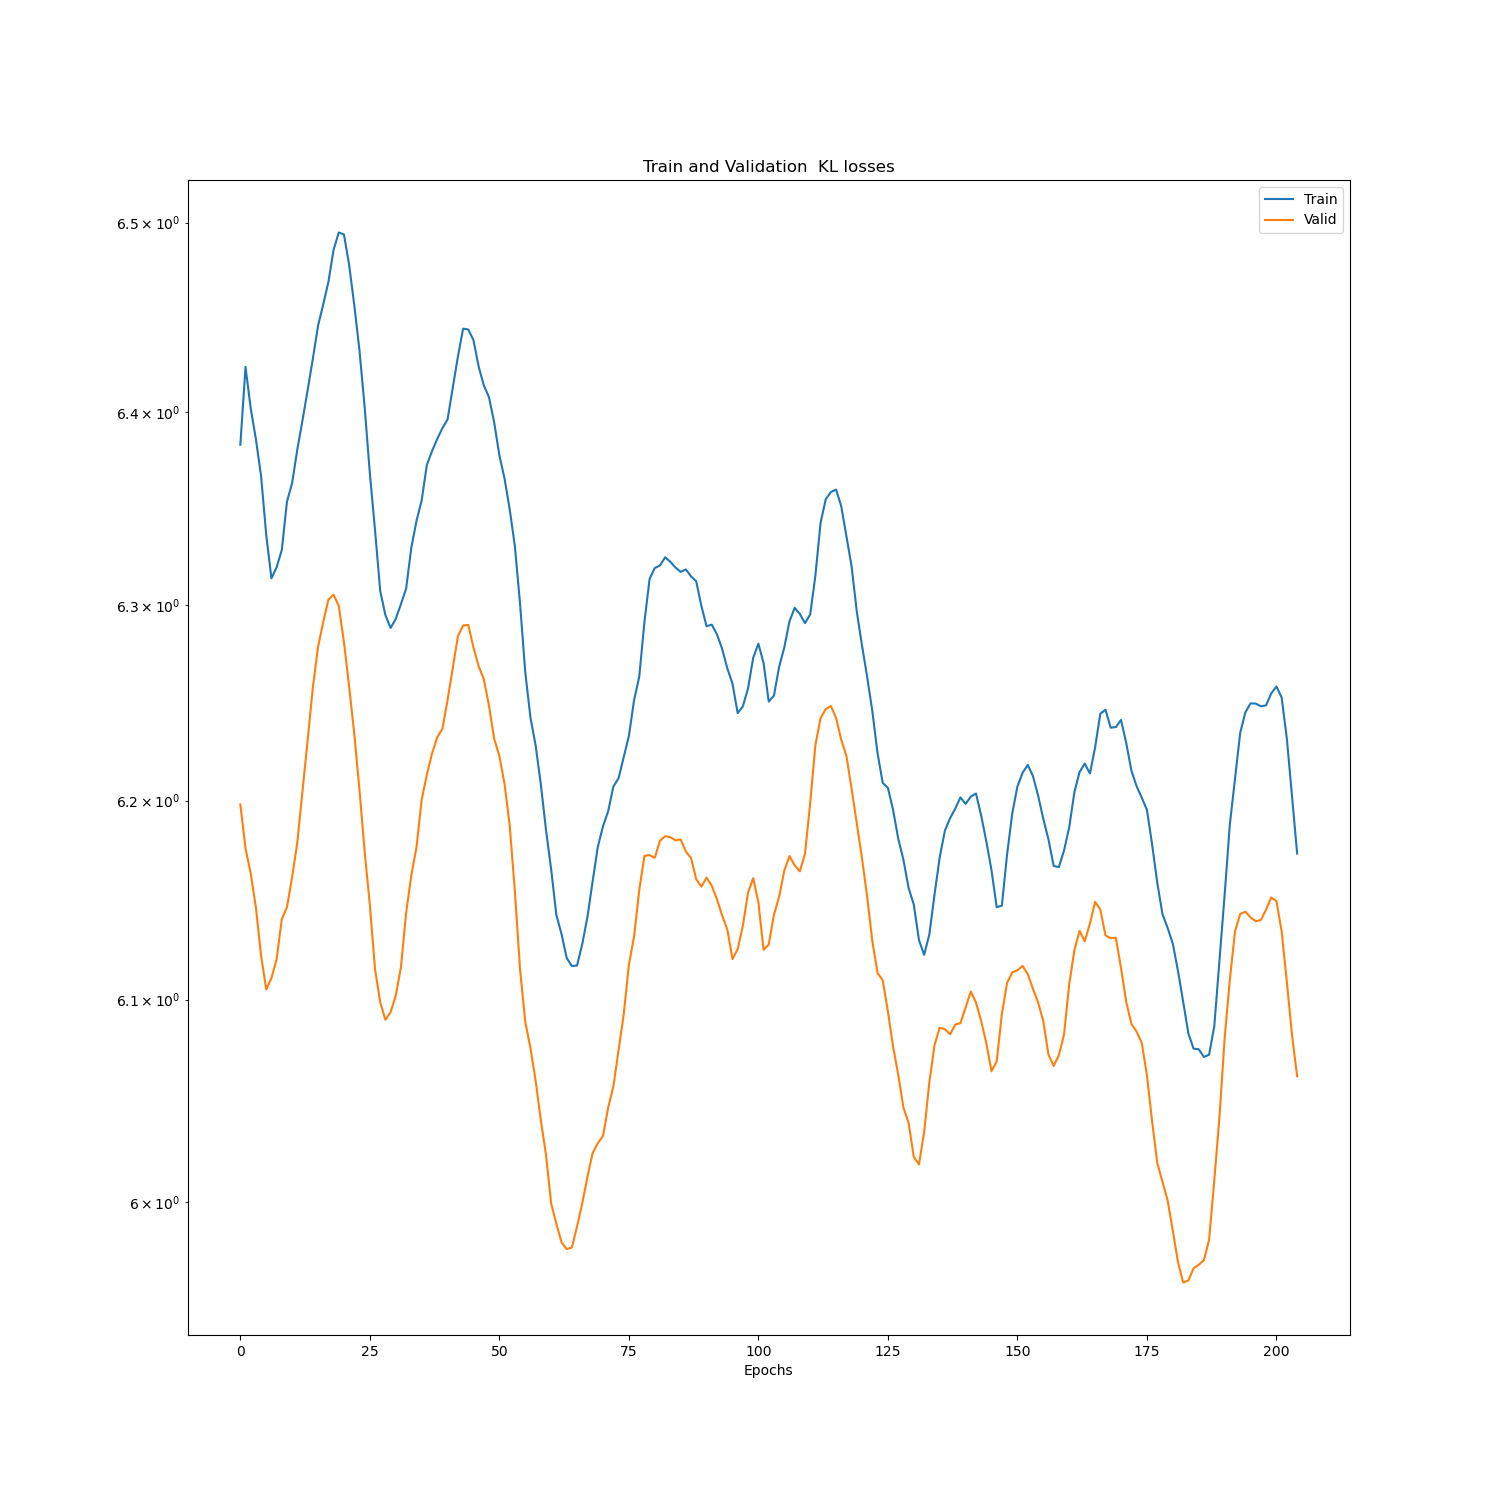 Train and Validation  KL losses
Train
Valid
6.5 × 10⁰
6.4 × 10⁰
6.3 × 10⁰
6.2 × 10⁰
6.1 × 10⁰
6 × 10⁰
0 25 50 75 100 125 150 175 200
Epochs